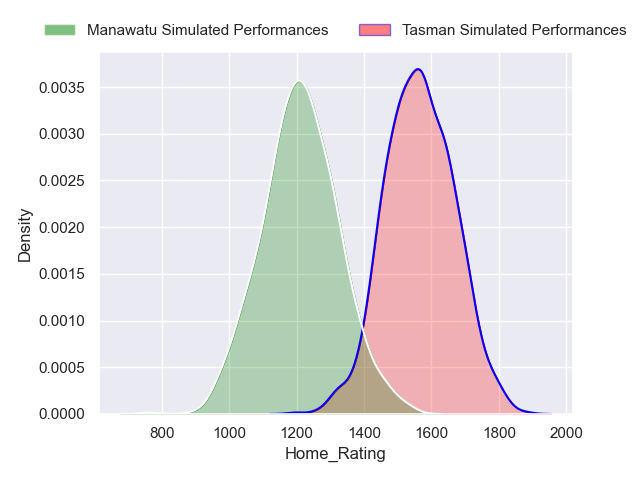 Manawatu Simulated Performances
Tasman Simulated Performances
0.0035
0.0030
0.0025
0.0020
0.0015
0.0010
0.0005
0.0000
Density
800 1000 1200 1400 1600 1800 2000
Home_Rating